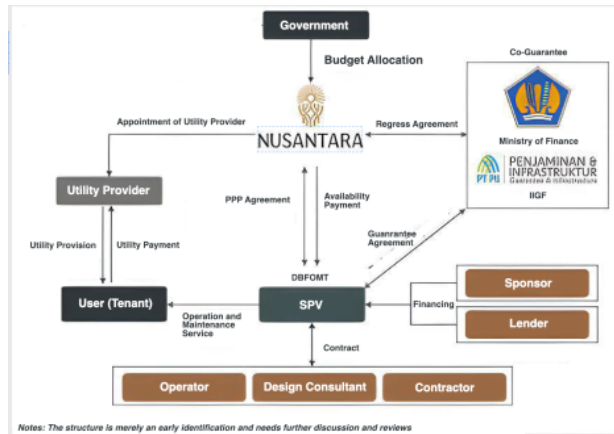 Government
Co-Guarantee
Budget Allocation
Appointment of Utility Provider
NUSANTARA
Regress Agreement
Ministry of Finance
PT PII
PENJAMINAN &
INFRASTRUKTUR
Guarantee & Infrastructure
IIGF
Utility Provider
PPP Agreement
Availability
Payment
Guanrantee
Agreement
Utility Provision
Utility Payment
DBFOMT
User (Tenant)
Operation and
Maintenance
Service
SPV
Financing
Sponsor
Lender
Contract
Operator
Design Consultant
Contractor
Notes: The structure is merely an early identification and needs further discussion and reviews